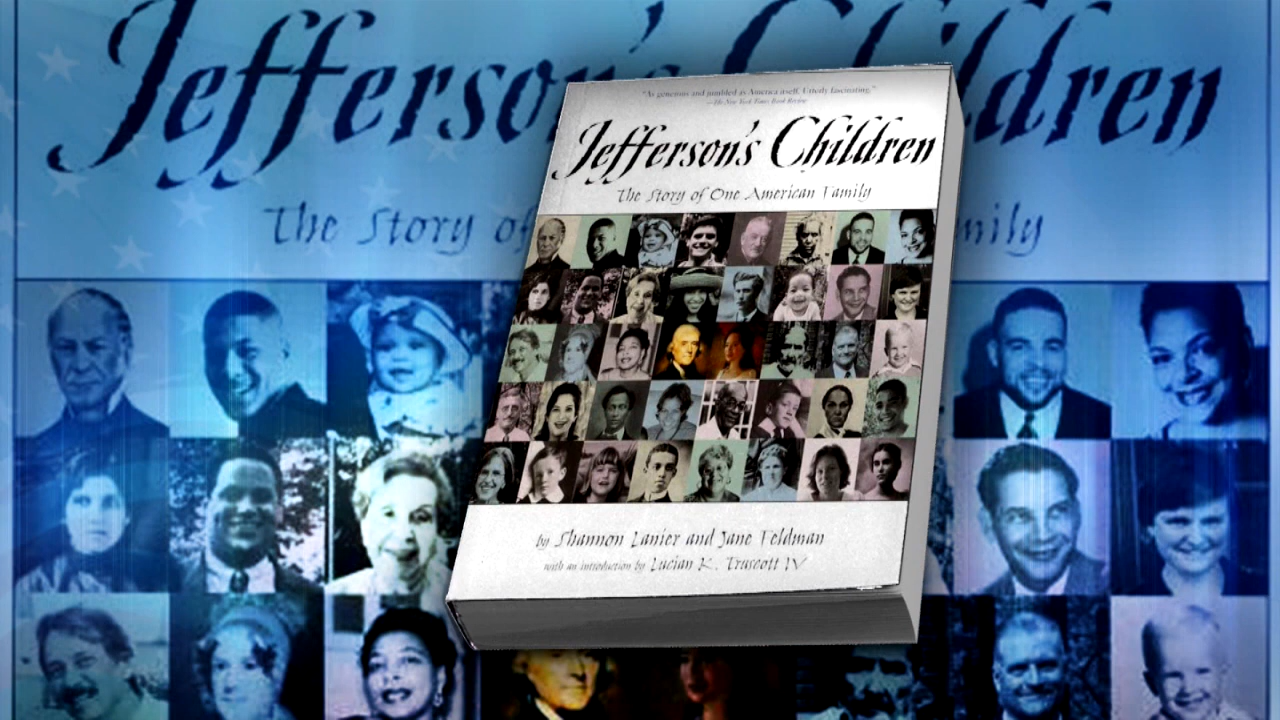 Jefferson's Children
"As generous and jumbled as America itself. Utterly fascinating."
—The New York Times Book Review
Jefferson's Children
The Story of One American Family
The Story of
mily
by Shannon Lanier and Jane Feldman
with an introduction by Lucian K. Truscott IV